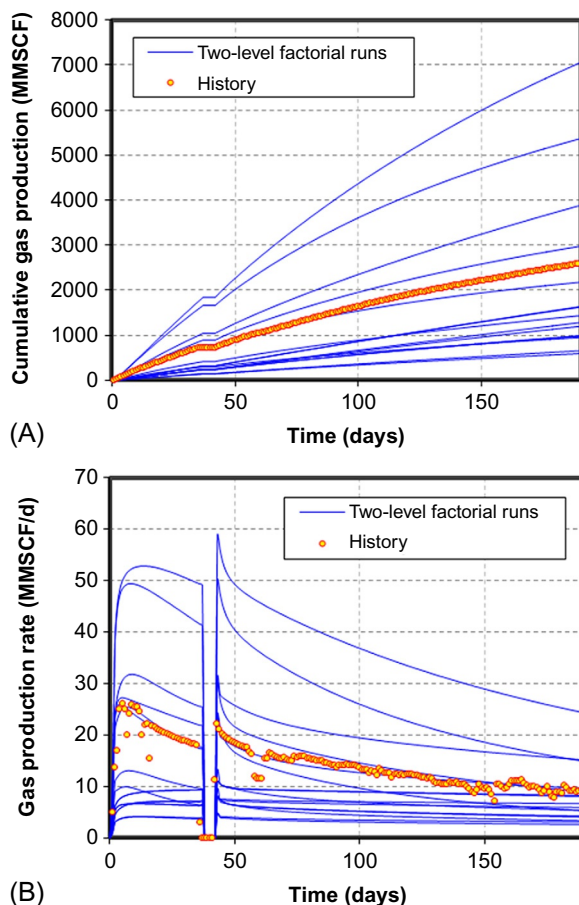 8000
7000
6000
5000
4000
3000
2000
1000
0
Cumulative gas production (MMSCF)
Two-level factorial runs
History
0 50 100 150
Time (days)
(A)
70
60
50
40
30
20
10
0
Gas production rate (MMSCF/d)
Two-level factorial runs
History
0 50 100 150
Time (days)
(B)